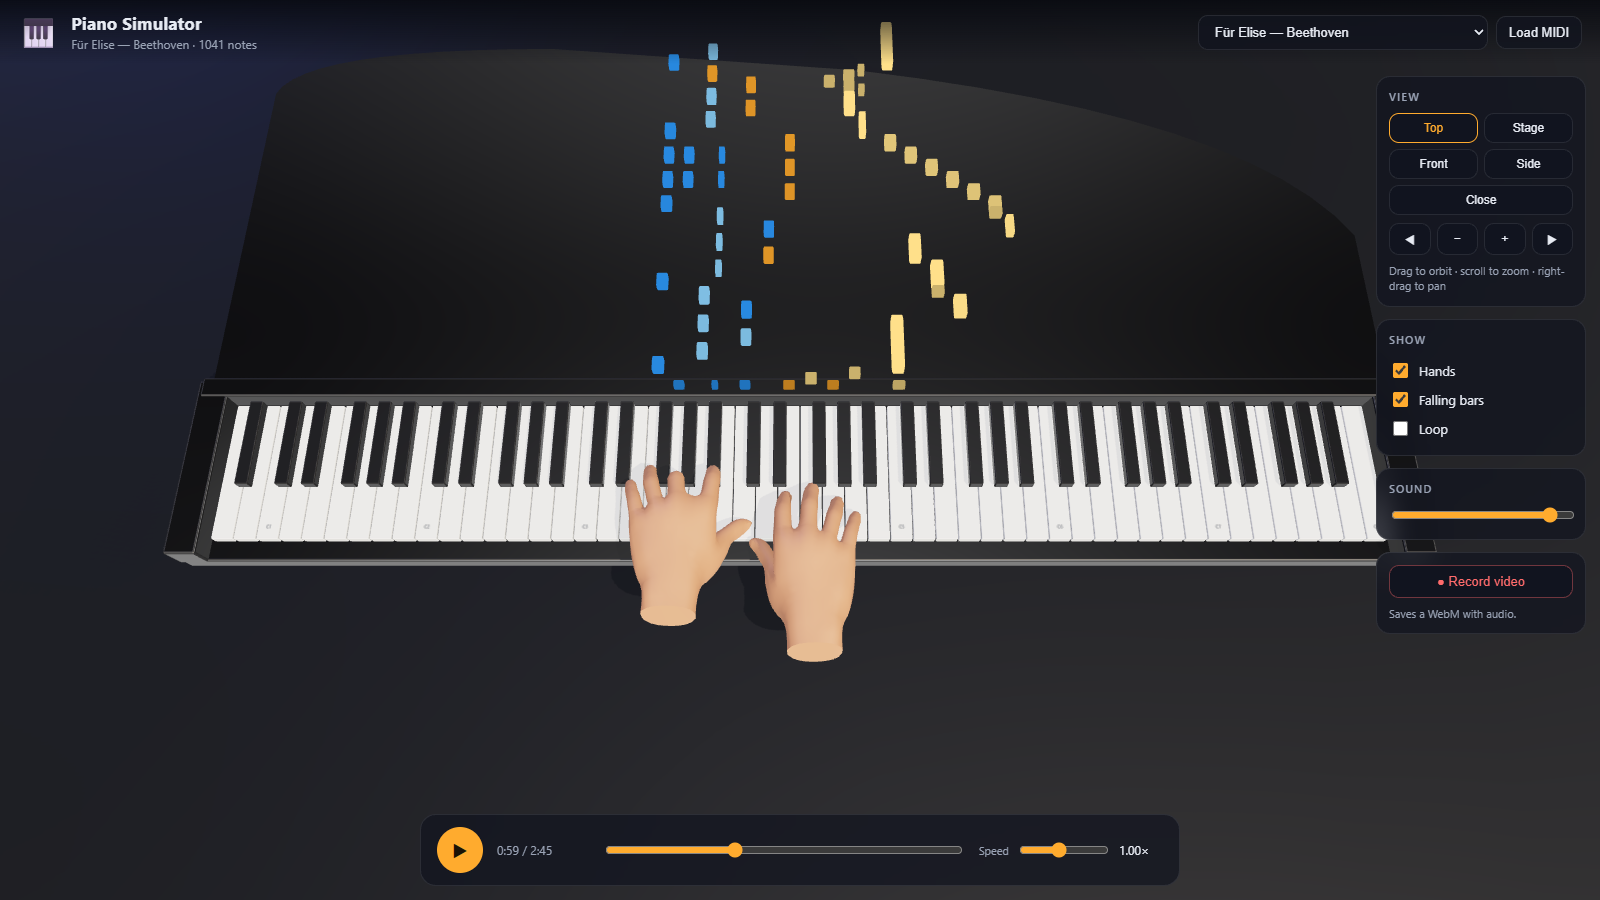 Piano Simulator
Für Elise — Beethoven · 1041 notes
Für Elise — Beethoven
Load MIDI
VIEW
Top
Stage
Front
Side
Close
◀ − + ▶
Drag to orbit · scroll to zoom · right-
drag to pan
SHOW
Hands
Falling bars
Loop
SOUND
● Record video
Saves a WebM with audio.
0:59 / 2:45
Speed
1.00×